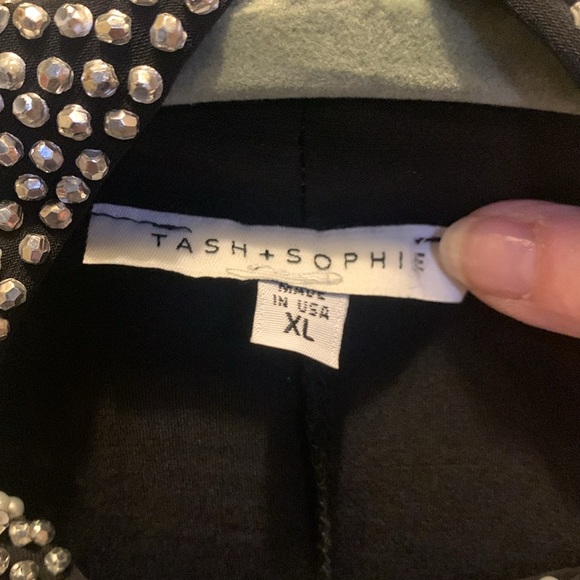 TASH + SOPHIE
MADE
IN USA
XL